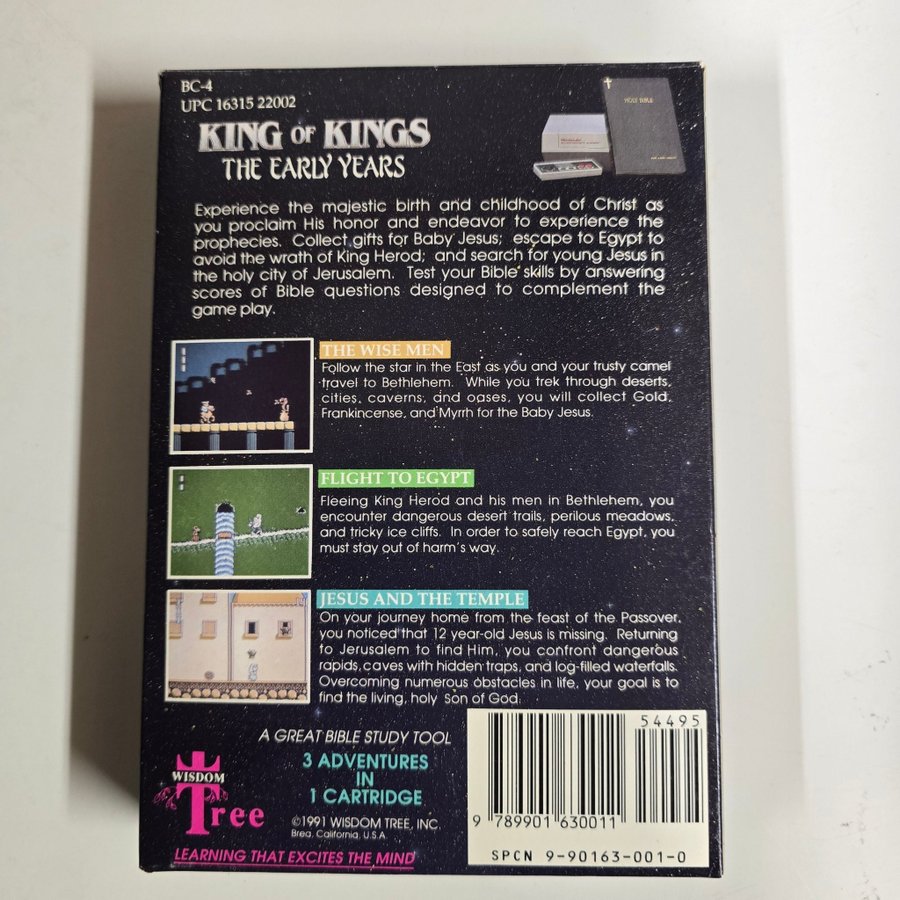 BC-4
UPC 16315 22002
HOLY BIBLE
KING OF KINGS
THE EARLY YEARS
Experience the majestic birth and childhood of Christ as
you proclaim His honor and endeavor to experience the
prophecies. Collect gifts for Baby Jesus; escape to Egypt to
avoid the wrath of King Herod; and search for young Jesus in
the holy city of Jerusalem. Test your Bible skills by answering
scores of Bible questions designed to complement the
game play.
THE WISE MEN
Follow the star in the East as you and your trusty camel
travel to Bethlehem. While you trek through deserts,
cities, caverns, and oases, you will collect Gold,
Frankincense, and Myrrh for the Baby Jesus.
FLIGHT TO EGYPT
Fleeing King Herod and his men in Bethlehem, you
encounter dangerous desert trails, perilous meadows,
and tricky ice cliffs. In order to safely reach Egypt, you
must stay out of harm's way.
JESUS AND THE TEMPLE
On your journey home from the feast of the Passover,
you noticed that 12 year-old Jesus is missing. Returning
to Jerusalem to find Him, you confront dangerous
rapids, caves with hidden traps, and log-filled waterfalls.
Overcoming numerous obstacles in life, your goal is to
find the living, holy Son of God.
A GREAT BIBLE STUDY TOOL
3 ADVENTURES
IN
1 CARTRIDGE
©1991 WISDOM TREE, INC.
Brea, California, U.S.A.
WISDOM
Tree
LEARNING THAT EXCITES THE MIND
54495
9 789901 630011
SPCN 9-90163-001-0